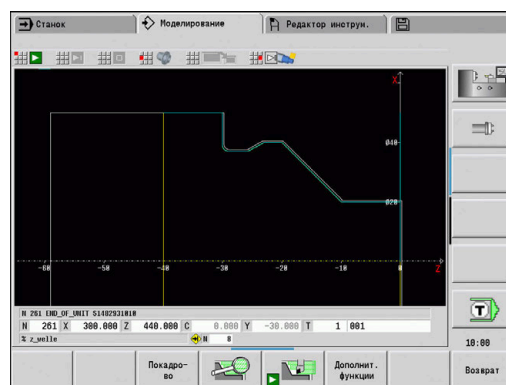 Станок Моделирование Редактор инструм.
X
Ø40
Ø20
-60 -50 -40 -30 -20 -10 0 Z
N 261 END_OF_UNIT 51402931010
N 261 X 300.000 Z 440.000 C 0.000 Y -30.000 T 1 001
% z_welle N 8
T
10:00
Покадро-
во
Дополнит.
функции
Возврат